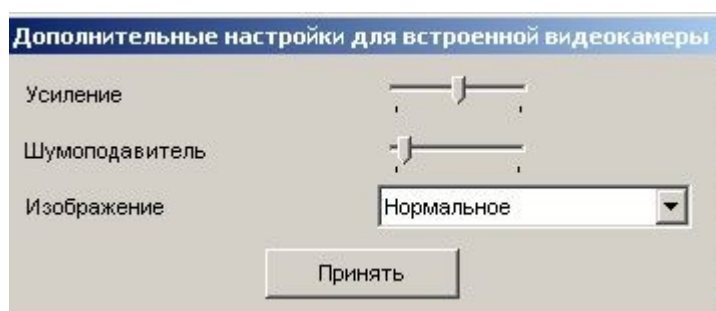 Дополнительные настройки для встроенной видеокамеры
Усиление
Шумоподавитель
Изображение
Нормальное
Принять